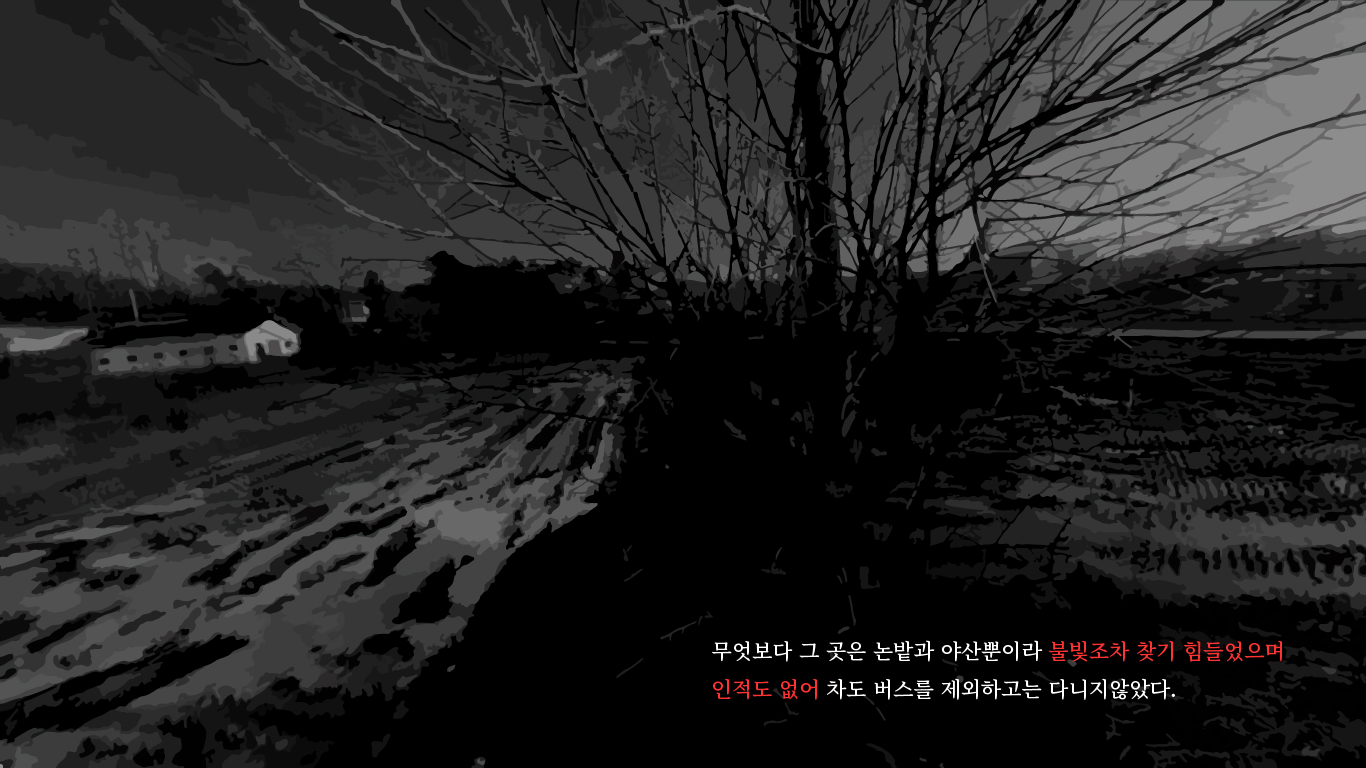 무엇보다 그 곳은 논밭과 야산뿐이라 불빛조차 찾기 힘들었으며
인적도 없어 차도 버스를 제외하고는 다니지않았다.